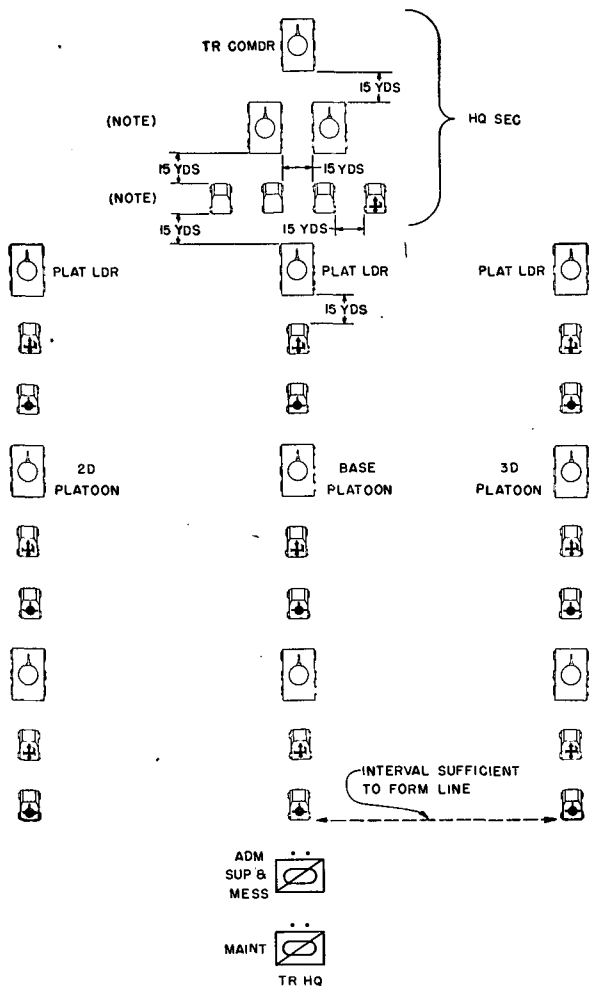 TR COMDR
15 YDS
(NOTE)
HQ SEC
15 YDS
15 YDS
(NOTE)
15 YDS
15 YDS
PLAT LDR
PLAT LDR
PLAT LDR
15 YDS
2D
PLATOON
BASE
PLATOON
3D
PLATOON
INTERVAL SUFFICIENT
TO FORM LINE
ADM
SUP &
MESS
MAINT
TR HQ